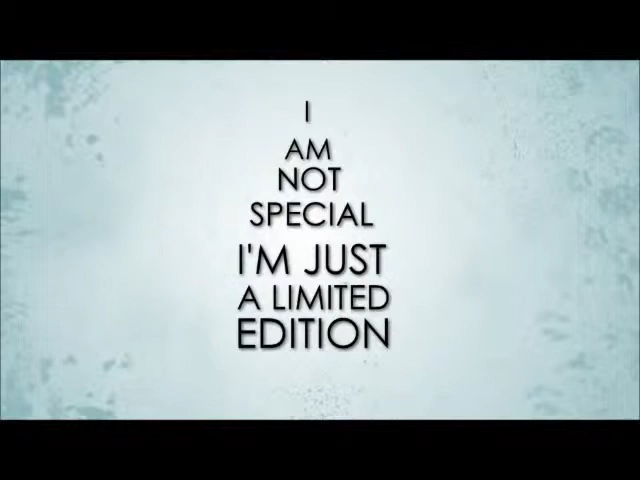 I
AM
NOT
SPECIAL
I'M JUST
A LIMITED
EDITION